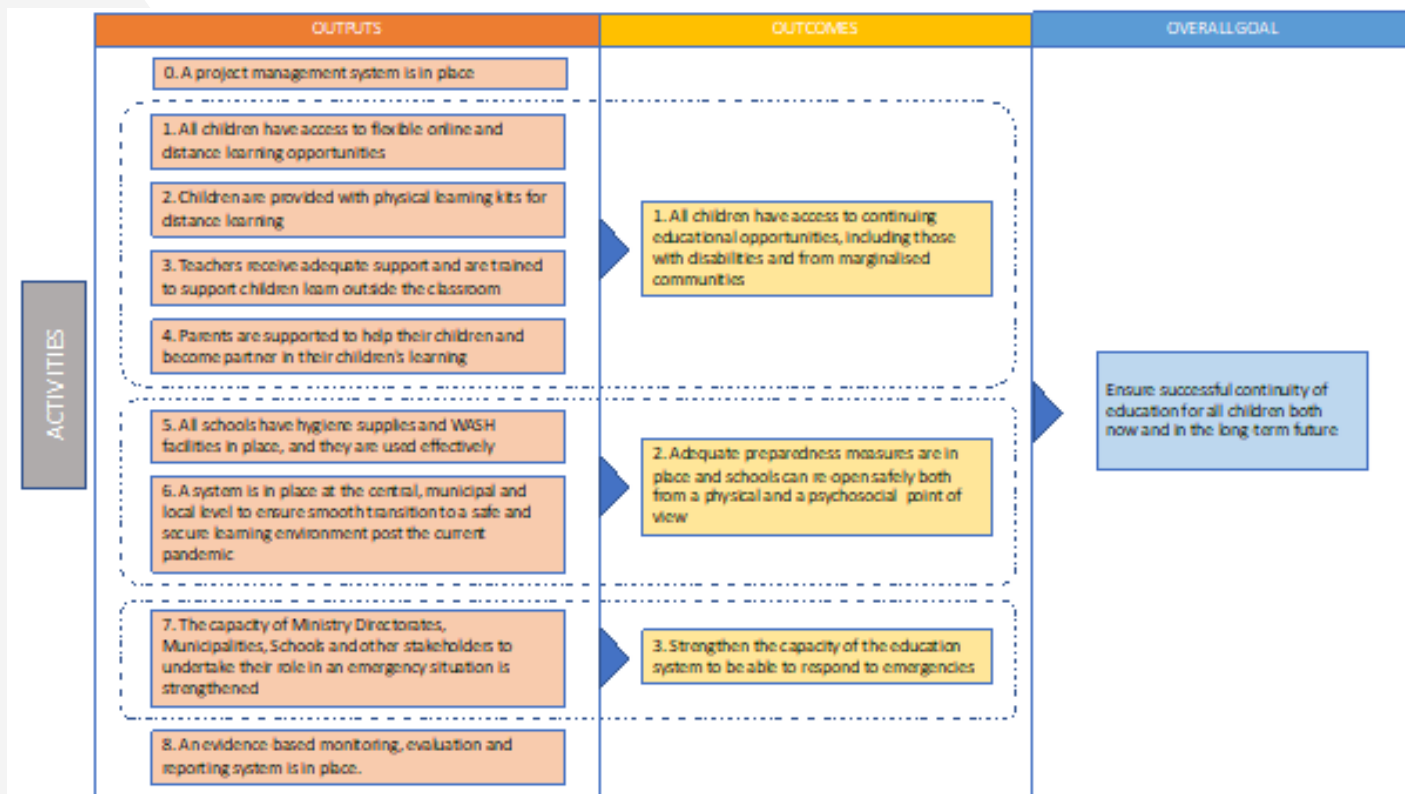 OUTPUTS
OUTCOMES
OVERALL GOAL
ACTIVITIES
0. A project management system is in place
1. All children have access to flexible online and
distance learning opportunities
2. Children are provided with physical learning kits for
distance learning
3. Teachers receive adequate support and are trained
to support children learn outside the classroom
4. Parents are supported to help their children and
become partner in their children's learning
5. All schools have hygiene supplies and WASH
facilities in place, and they are used effectively
6. A system is in place at the central, municipal and
local level to ensure smooth transition to a safe and
secure learning environment post the current
pandemic
7. The capacity of Ministry Directorates,
Municipalities, Schools and other stakeholders to
undertake their role in an emergency situation is
strengthened
8. An evidence based monitoring, evaluation and
reporting system is in place.
1. All children have access to continuing
educational opportunities, including those
with disabilities and from marginalised
communities
2. Adequate preparedness measures are in
place and schools can re-open safely both
from a physical and a psychosocial point of
view
3. Strengthen the capacity of the education
system to be able to respond to emergencies
Ensure successful continuity of
education for all children both
now and in the long term future